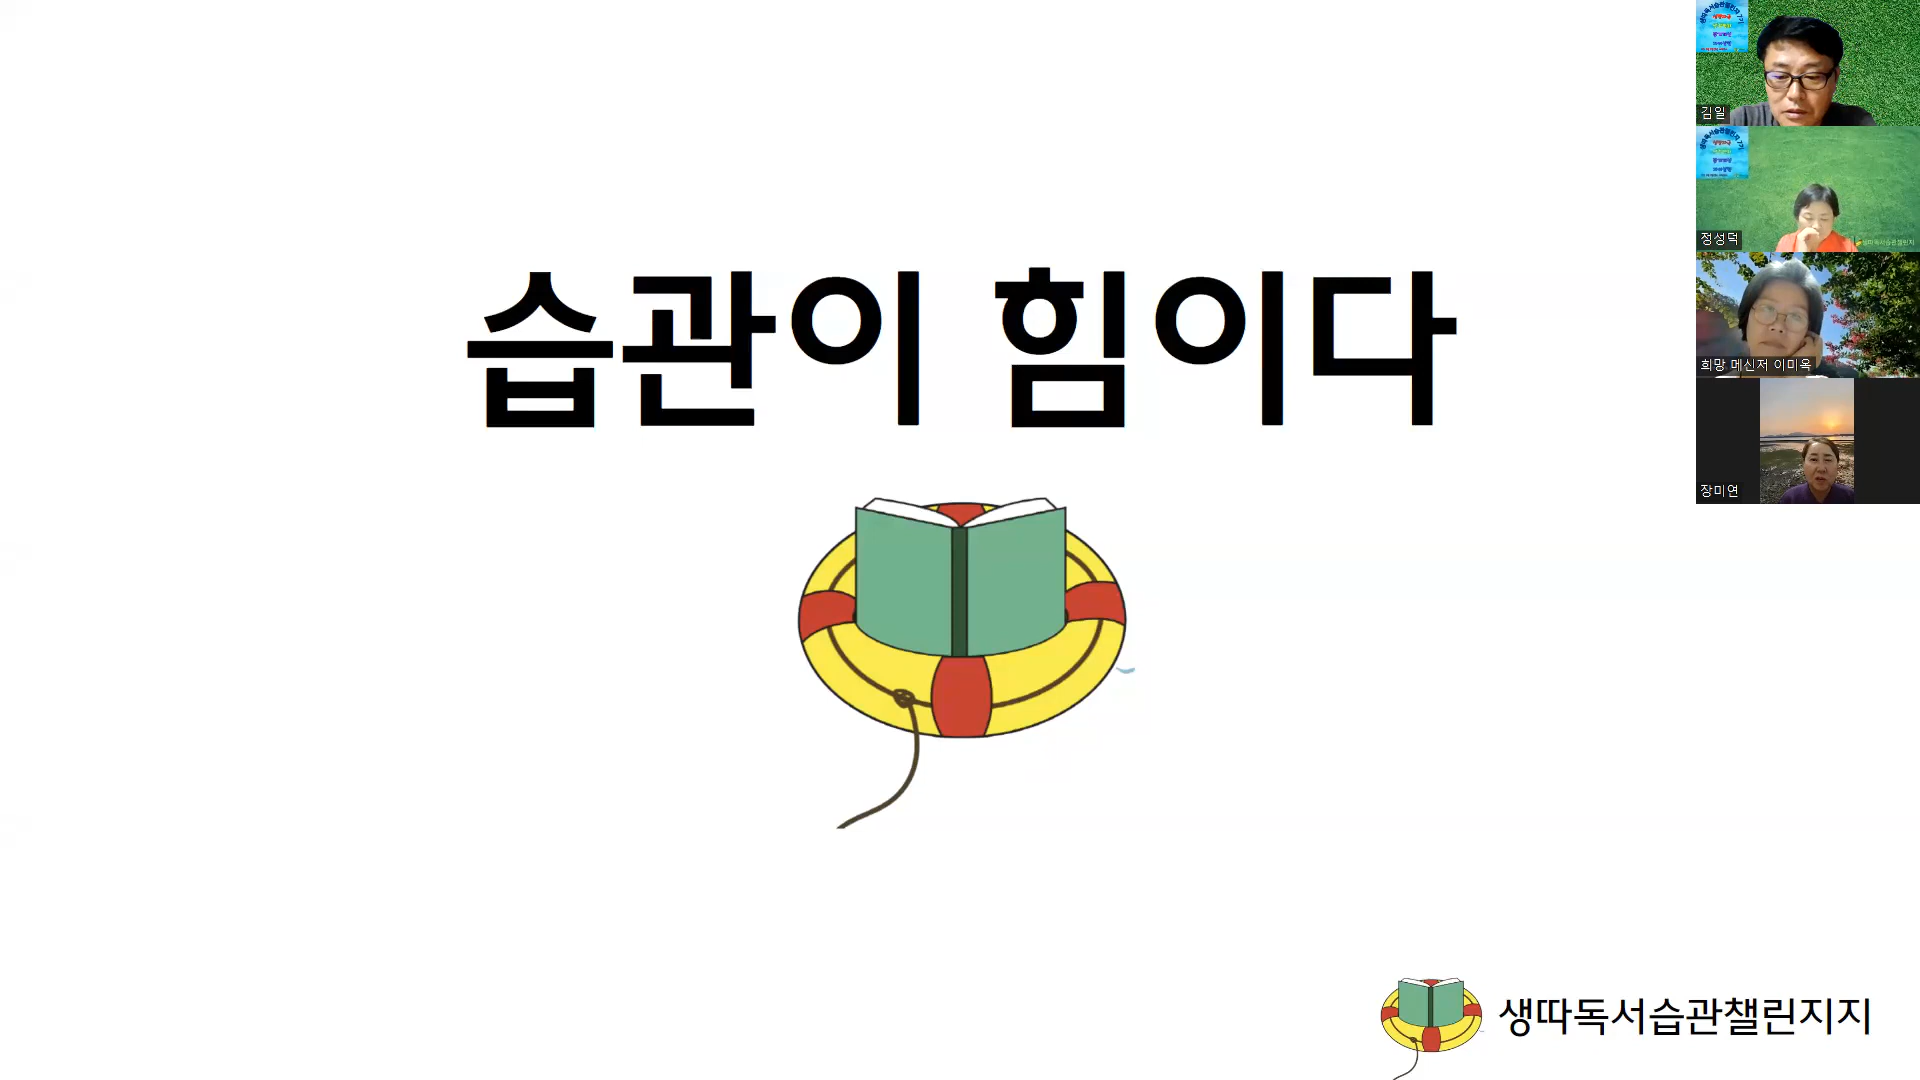 습관이 힘이다
생따독서습관챌린지지
김일
정성덕
희망 메신저 이미옥
장미연